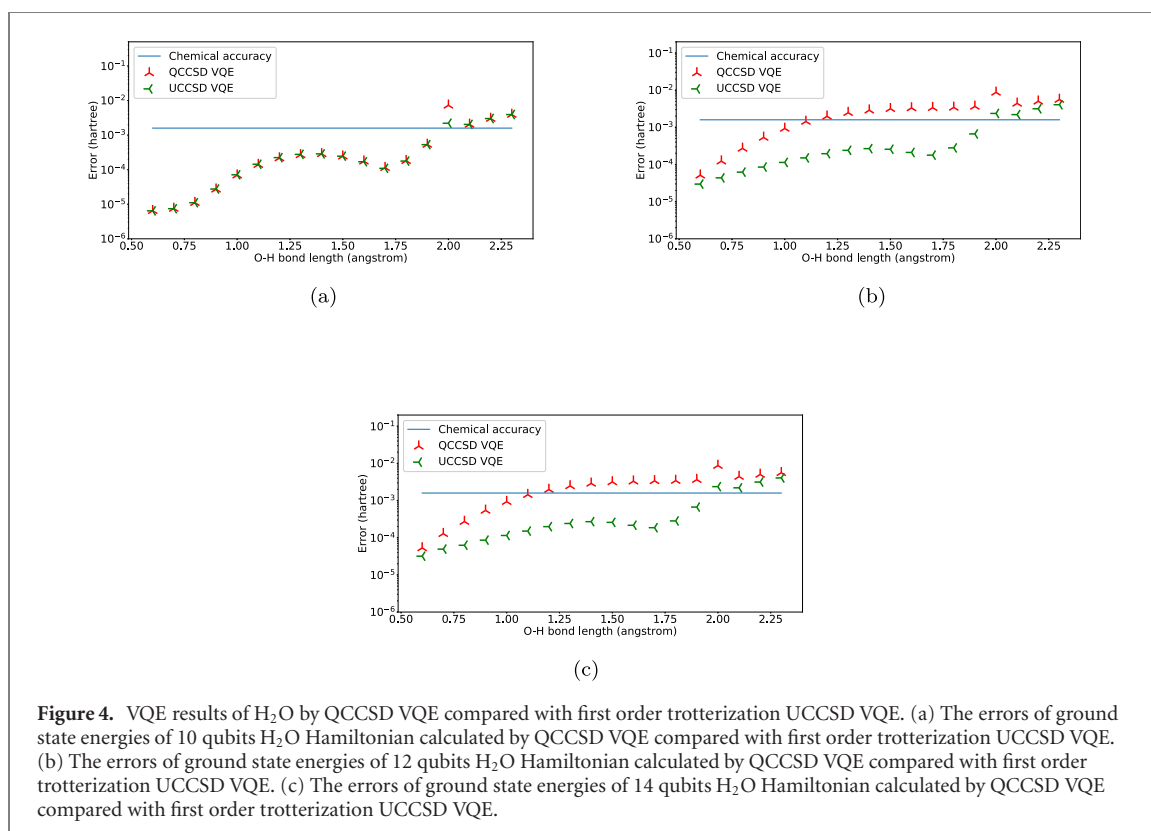 Chemical accuracy
QCCSD VQE
UCCSD VQE
10⁻¹
10⁻²
10⁻³
10⁻⁴
10⁻⁵
10⁻⁶
Error (hartree)
0.50 0.75 1.00 1.25 1.50 1.75 2.00 2.25
O-H bond length (angstrom)
(a)
Chemical accuracy
QCCSD VQE
UCCSD VQE
10⁻¹
10⁻²
10⁻³
10⁻⁴
10⁻⁵
10⁻⁶
Error (hartree)
0.50 0.75 1.00 1.25 1.50 1.75 2.00 2.25
O-H bond length (angstrom)
(b)
Chemical accuracy
QCCSD VQE
UCCSD VQE
10⁻¹
10⁻²
10⁻³
10⁻⁴
10⁻⁵
10⁻⁶
Error (hartree)
0.50 0.75 1.00 1.25 1.50 1.75 2.00 2.25
O-H bond length (angstrom)
(c)
Figure 4. VQE results of H₂O by QCCSD VQE compared with first order trotterization UCCSD VQE. (a) The errors of ground
state energies of 10 qubits H₂O Hamiltonian calculated by QCCSD VQE compared with first order trotterization UCCSD VQE.
(b) The errors of ground state energies of 12 qubits H₂O Hamiltonian calculated by QCCSD VQE compared with first order
trotterization UCCSD VQE. (c) The errors of ground state energies of 14 qubits H₂O Hamiltonian calculated by QCCSD VQE
compared with first order trotterization UCCSD VQE.